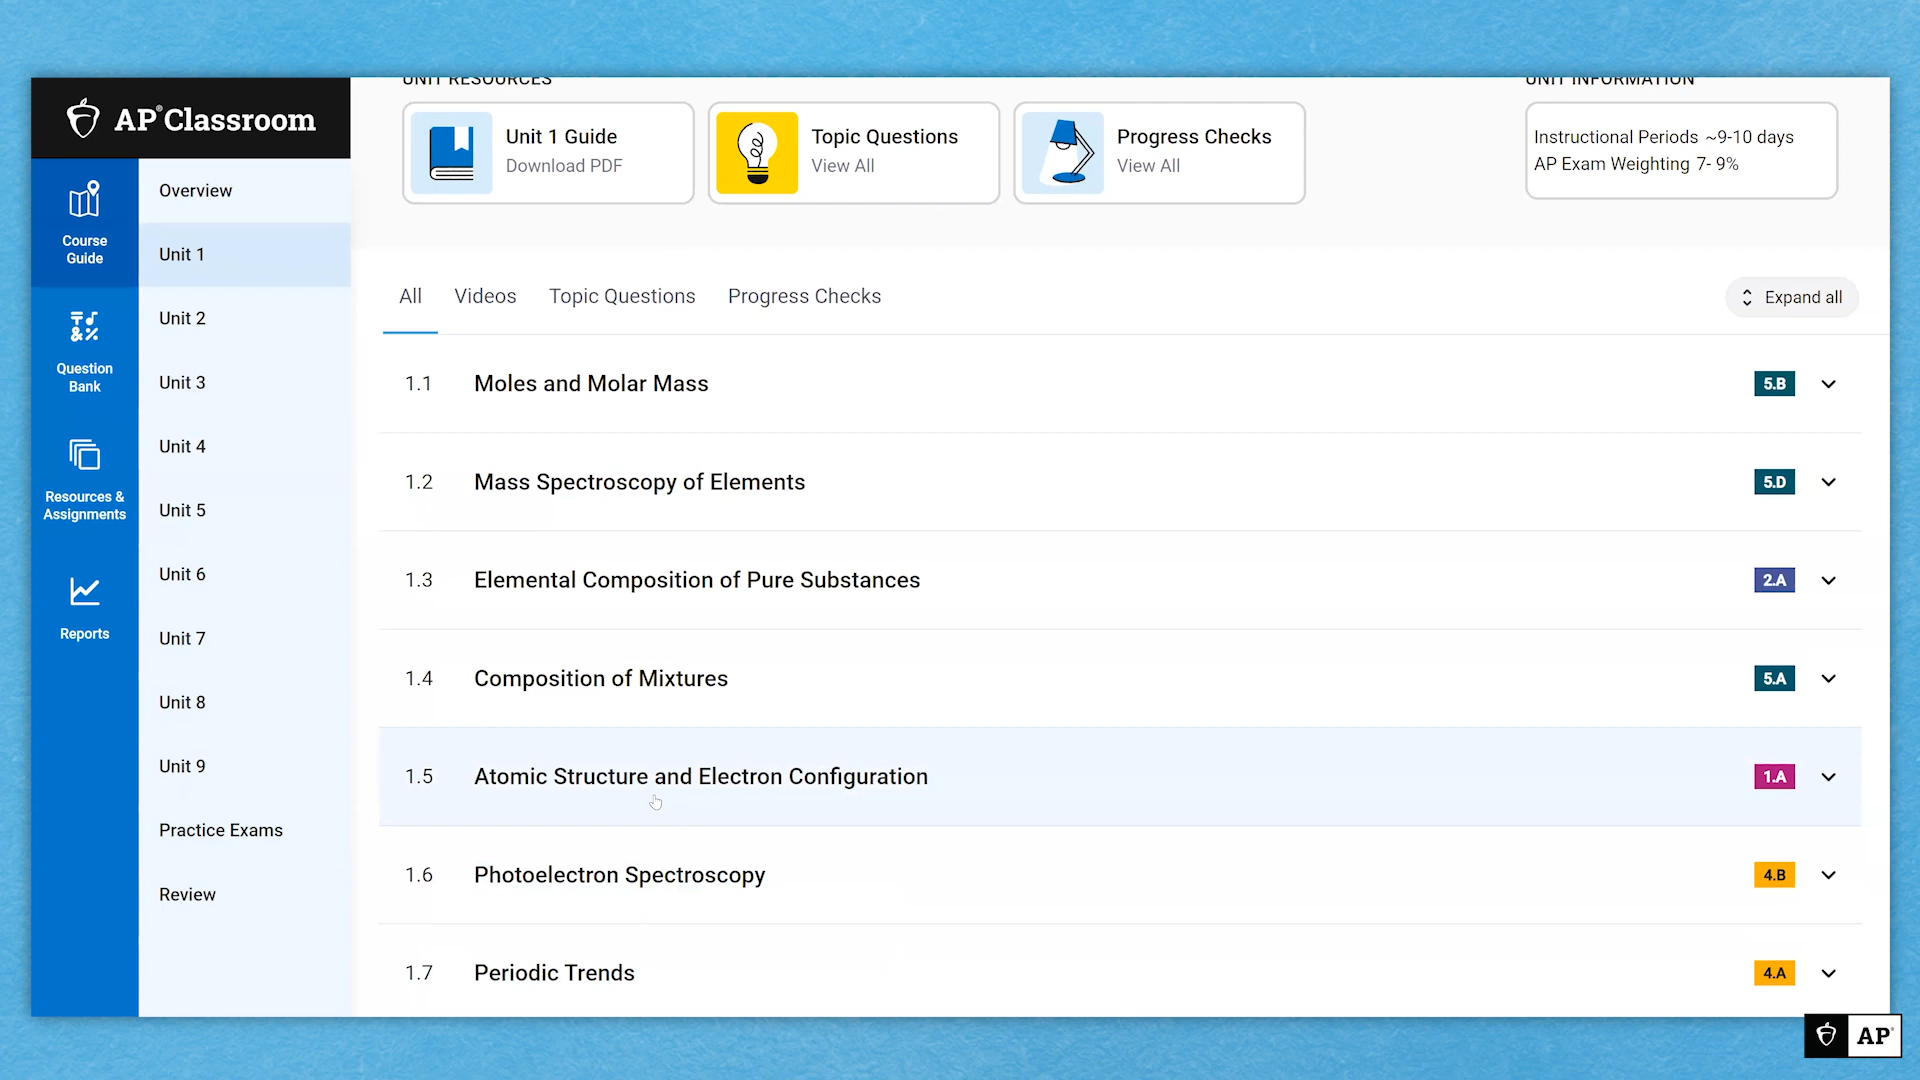 UNIT RESOURCES
UNIT INFORMATION
AP® Classroom
Unit 1 Guide
Download PDF
Topic Questions
View All
Progress Checks
View All
Instructional Periods ~9-10 days
AP Exam Weighting 7- 9%
Course
Guide
Question
Bank
Resources &
Assignments
Reports
Overview
Unit 1
Unit 2
Unit 3
Unit 4
Unit 5
Unit 6
Unit 7
Unit 8
Unit 9
Practice Exams
Review
All Videos Topic Questions Progress Checks
Expand all
1.1 Moles and Molar Mass 5.B
1.2 Mass Spectroscopy of Elements 5.D
1.3 Elemental Composition of Pure Substances 2.A
1.4 Composition of Mixtures 5.A
1.5 Atomic Structure and Electron Configuration 1.A
1.6 Photoelectron Spectroscopy 4.B
1.7 Periodic Trends 4.A
AP®